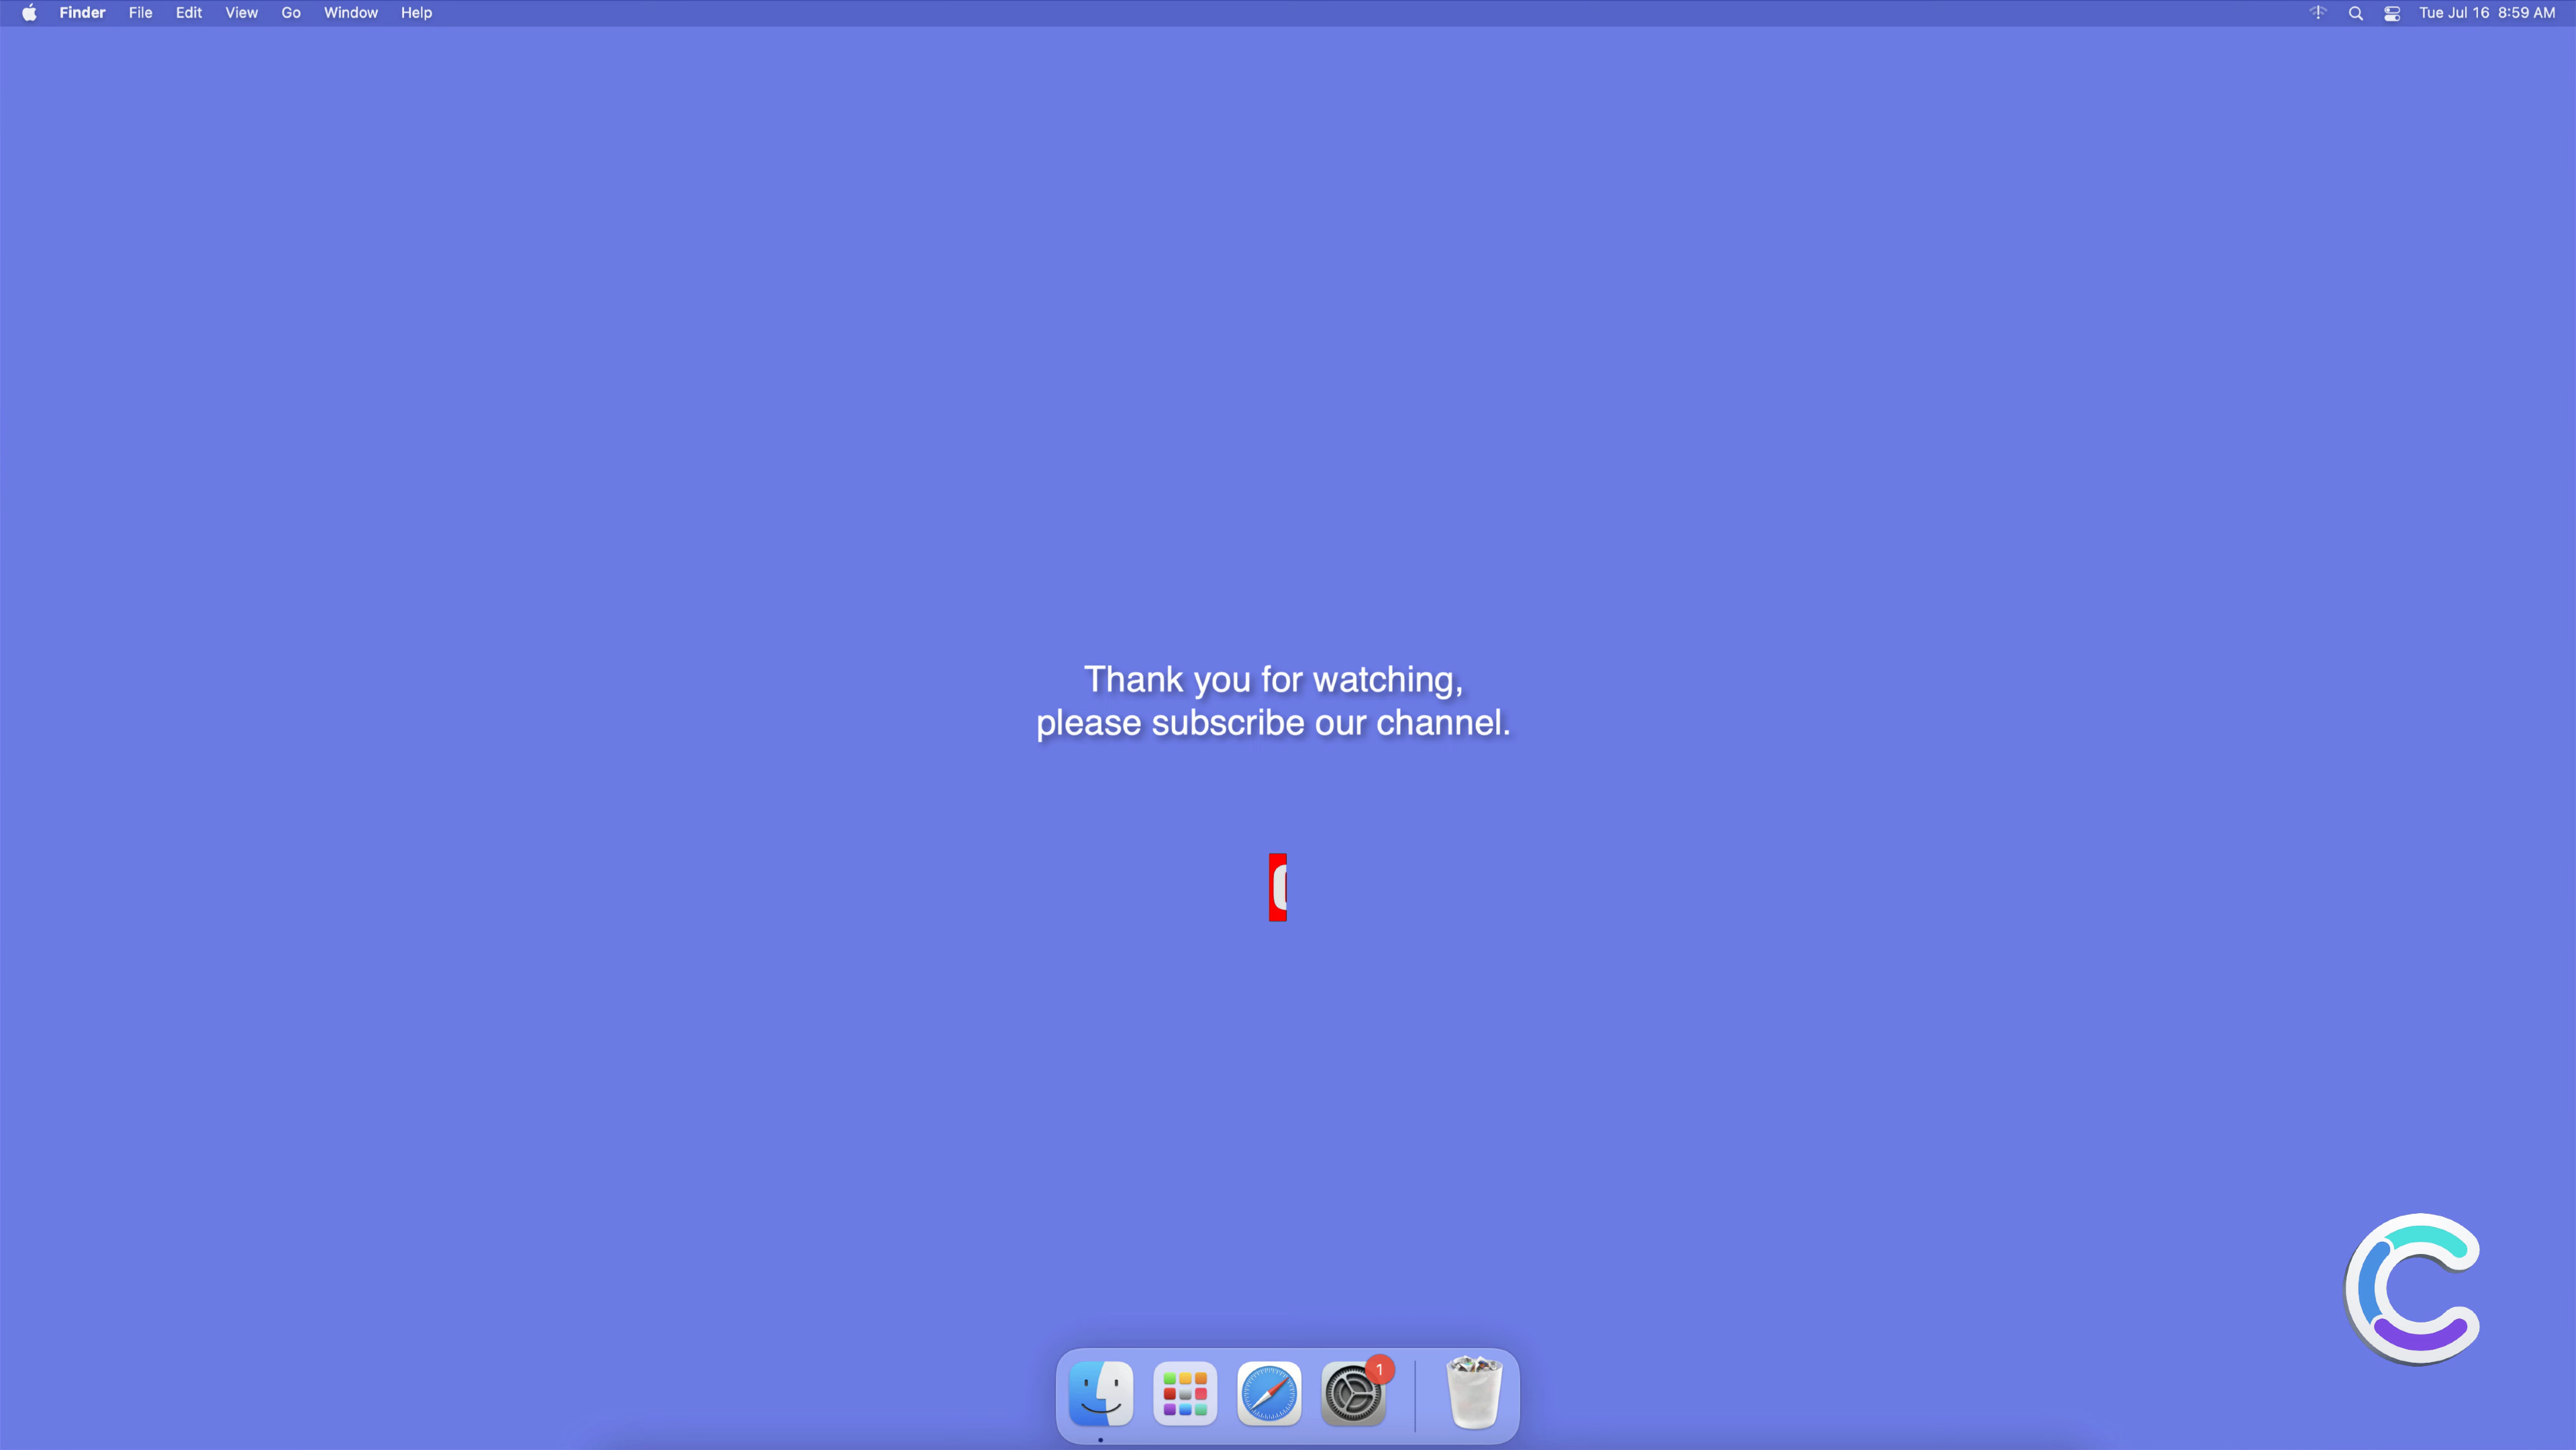 Finder File Edit View Go Window Help
Tue Jul 16 8:59 AM
Thank you for watching,
please subscribe our channel.
1